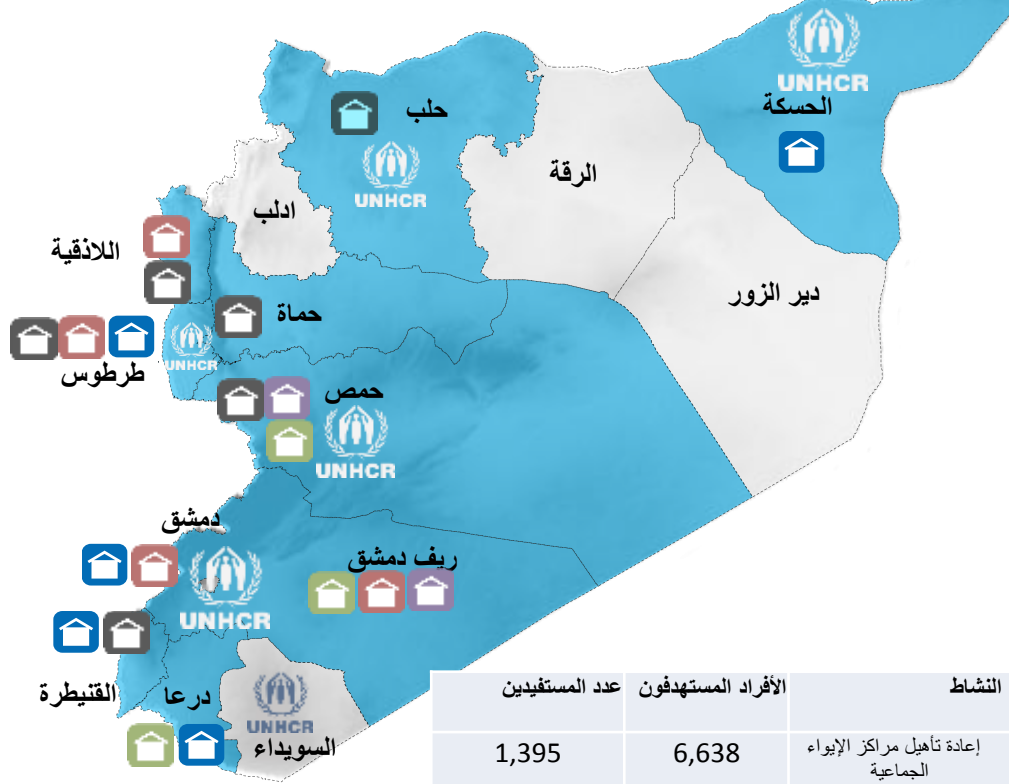 UNHCR
الحسكة
حلب
UNHCR
الرقة
ادلب
اللاذقية
دير الزور
حماة
UNHCR
طرطوس
حمص
UNHCR
دمشق
ريف دمشق
UNHCR
القنيطرة
درعا
UNHCR
السويداء
النشاط الأفراد المستهدفون عدد المستفيدين
إعادة تأهيل مراكز الإيواء 6,638 1,395
الجماعية